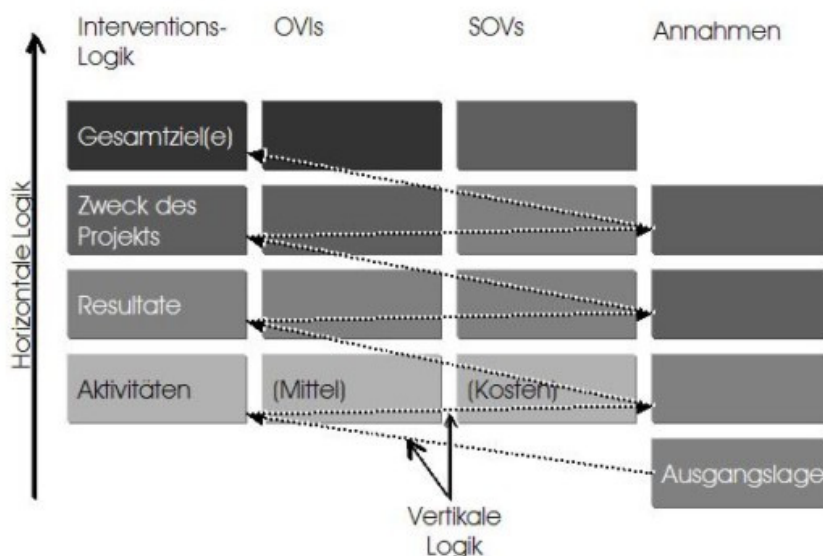 Interventions-
Logik
OVIs
SOVs
Annahmen
Horizontale Logik
Gesamtziel(e)
Zweck des
Projekts
Resultate
Aktivitäten
(Mittel)
(Kosten)
Ausgangslage
Vertikale
Logik